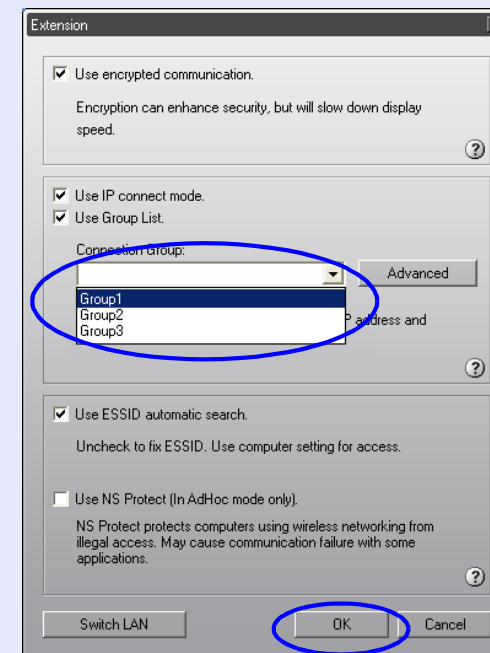 Extension
Use encrypted communication.
Encryption can enhance security, but will slow down display
speed.
?
Use IP connect mode.
Use Group List.
Connection Group:
Advanced
Group1
Group2
Group3
address and
?
Use ESSID automatic search.
Uncheck to fix ESSID. Use computer setting for access.
Use NS Protect (In AdHoc mode only).
NS Protect protects computers using wireless networking from
illegal access. May cause communication failure with some
applications.
?
Switch LAN
OK
Cancel